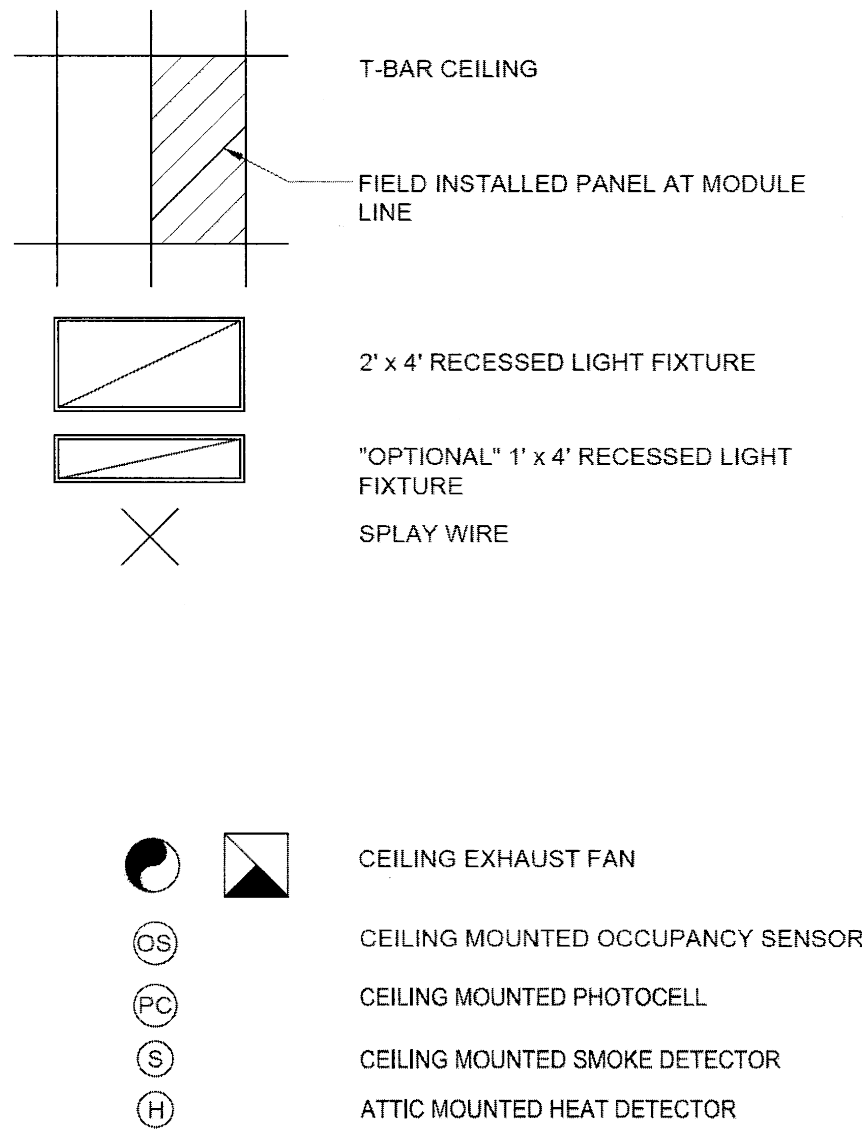 T-BAR CEILING
FIELD INSTALLED PANEL AT MODULE
LINE
2' x 4' RECESSED LIGHT FIXTURE
"OPTIONAL" 1' x 4' RECESSED LIGHT
FIXTURE
SPLAY WIRE
CEILING EXHAUST FAN
OS CEILING MOUNTED OCCUPANCY SENSOR
PC CEILING MOUNTED PHOTOCELL
S CEILING MOUNTED SMOKE DETECTOR
H ATTIC MOUNTED HEAT DETECTOR